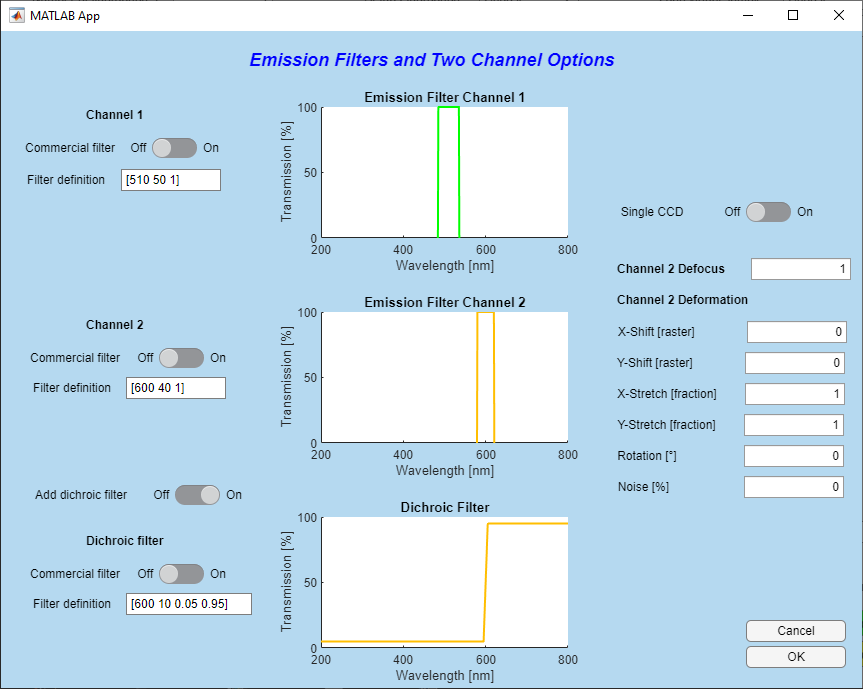 MATLAB App
Emission Filters and Two Channel Options
Channel 1
Commercial filter Off On
Filter definition [510 50 1]
Emission Filter Channel 1
Transmission [%]
100
50
0
200 400 600 800
Wavelength [nm]
Channel 2
Commercial filter Off On
Filter definition [600 40 1]
Emission Filter Channel 2
Transmission [%]
100
50
0
200 400 600 800
Wavelength [nm]
Add dichroic filter Off On
Dichroic filter
Commercial filter Off On
Filter definition [600 10 0.05 0.95]
Dichroic Filter
Transmission [%]
100
50
0
200 400 600 800
Wavelength [nm]
Single CCD Off On
Channel 2 Defocus 1
Channel 2 Deformation
X-Shift [raster] 0
Y-Shift [raster] 0
X-Stretch [fraction] 1
Y-Stretch [fraction] 1
Rotation [°] 0
Noise [%] 0
Cancel
OK